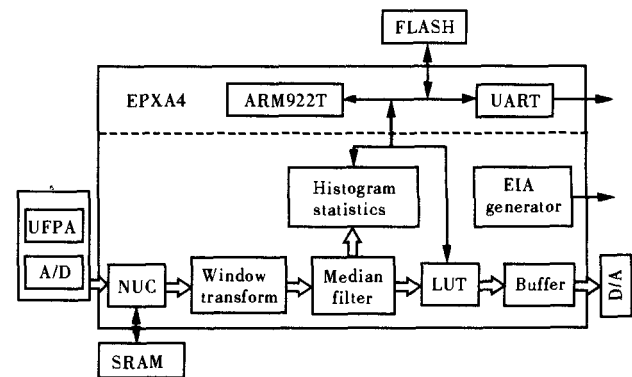 FLASH
EPXA4
ARM922T
UART
Histogram
statistics
EIA
generator
UFPA
A/D
NUC
Window
transform
Median
filter
LUT
Buffer
D/A
SRAM